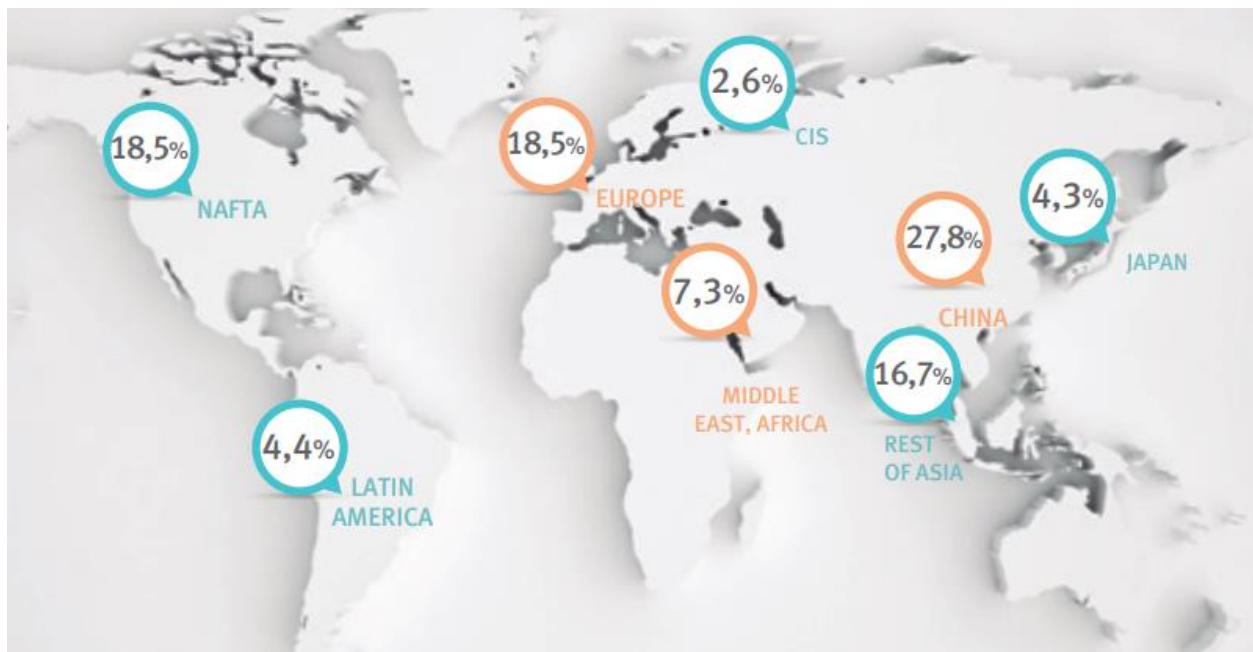 2,6%
CIS
18,5%
NAFTA
18,5%
EUROPE
4,3%
JAPAN
27,8%
CHINA
7,3%
MIDDLE
EAST, AFRICA
16,7%
REST
OF ASIA
4,4%
LATIN
AMERICA